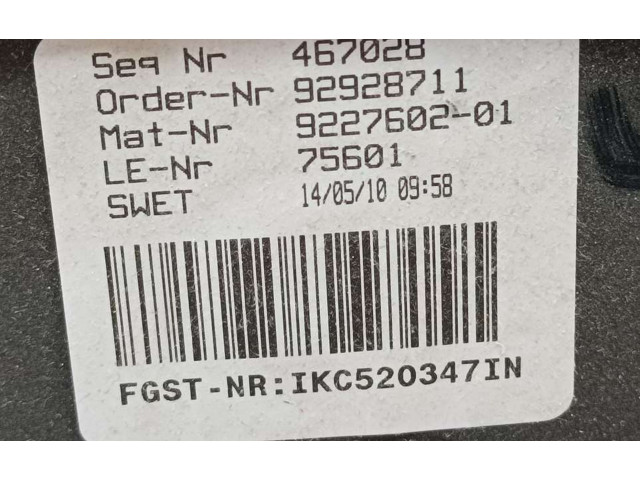 Seq Nr 467028
Order-Nr 92928711
Mat-Nr 9227602-01
LE-Nr 75601
SWET 14/05/10 09:58
FGST-NR:IKC520347IN